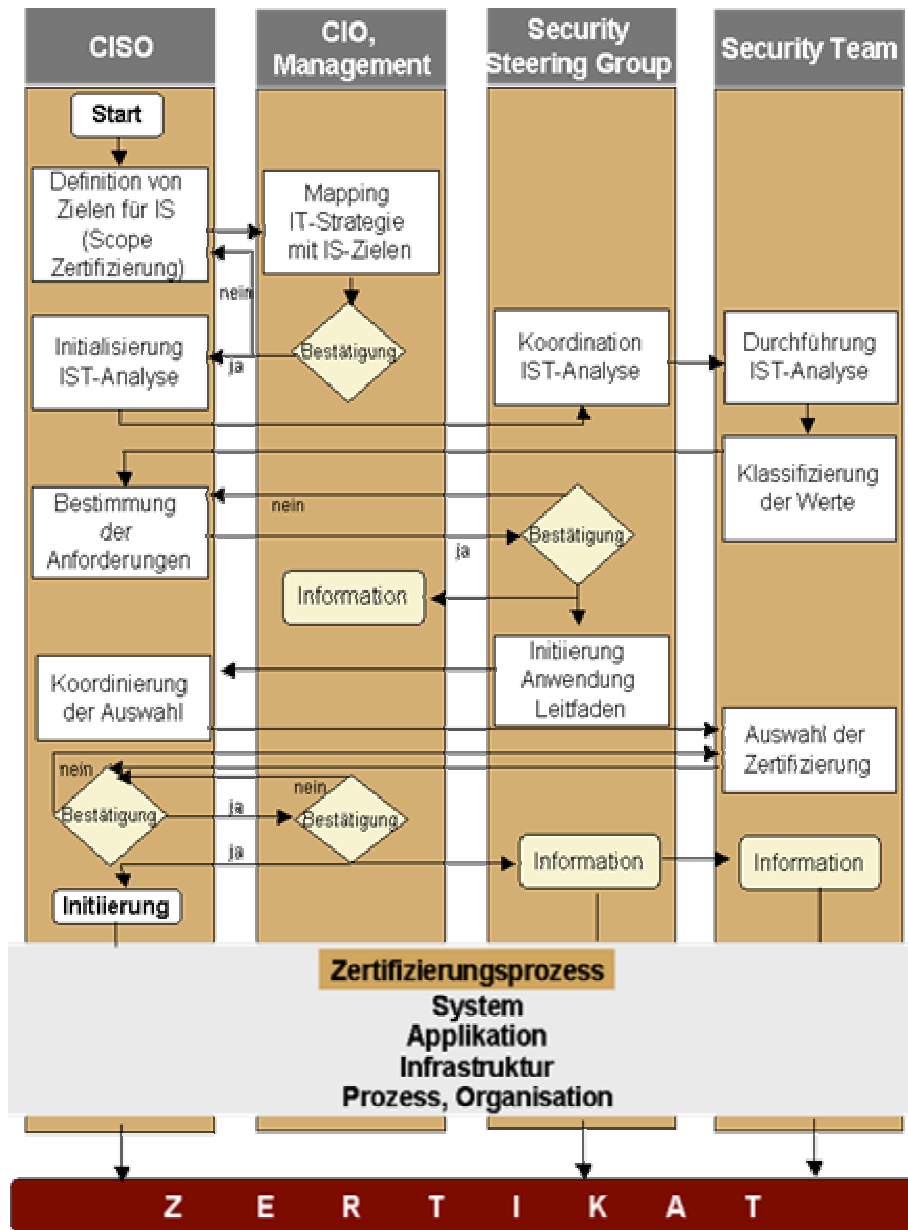 CISO
CIO,
Management
Security
Steering Group
Security Team
Start
Definition von
Zielen für IS
(Scope
Zertifizierung)
Mapping
IT-Strategie
mit IS-Zielen
nein
Bestätigung
ja
Initialisierung
IST-Analyse
Koordination
IST-Analyse
Durchführung
IST-Analyse
Klassifizierung
der Werte
Bestimmung
der
Anforderungen
nein
Bestätigung
ja
Information
Initiierung
Anwendung
Leitfaden
Koordinierung
der Auswahl
Auswahl der
Zertifizierung
nein
Bestätigung
ja
nein
Bestätigung
ja
Information
Information
Initiierung
Zertifizierungsprozess
System
Applikation
Infrastruktur
Prozess, Organisation
Z E R T I K A T